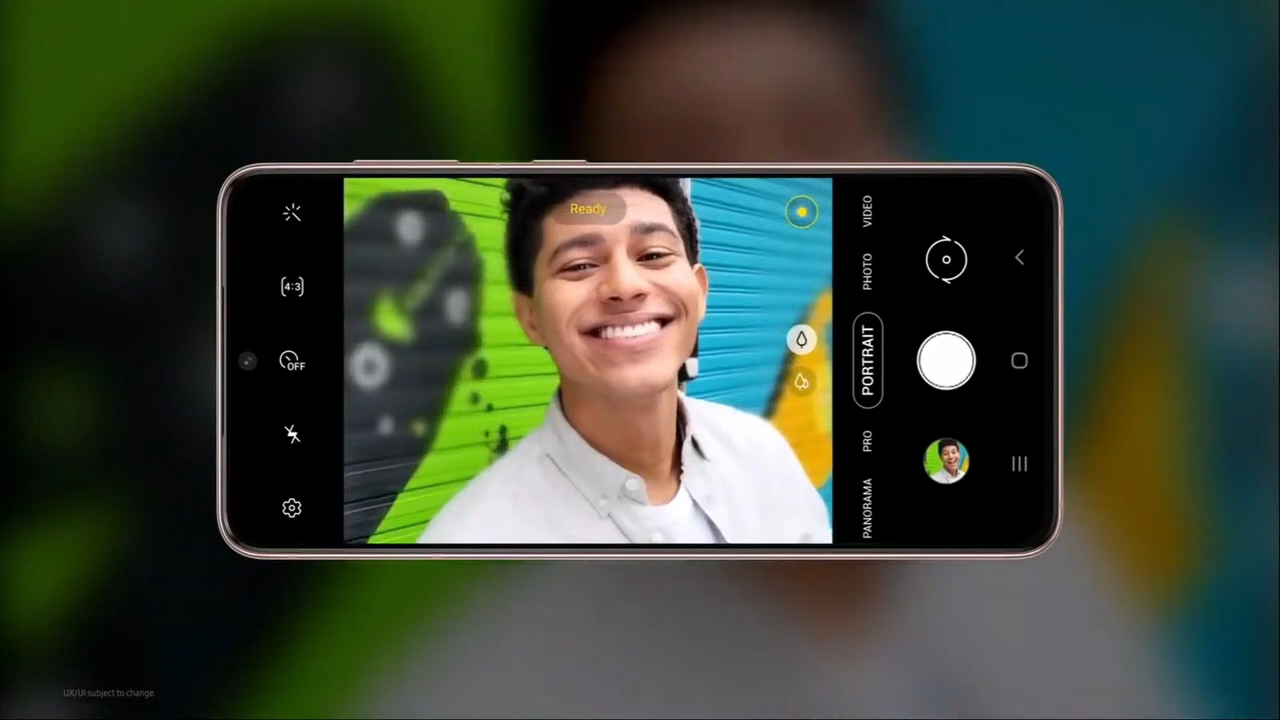 Ready
4:3
OFF
VIDEO
PHOTO
PORTRAIT
PRO
PANORAMA
UX/UI subject to change.